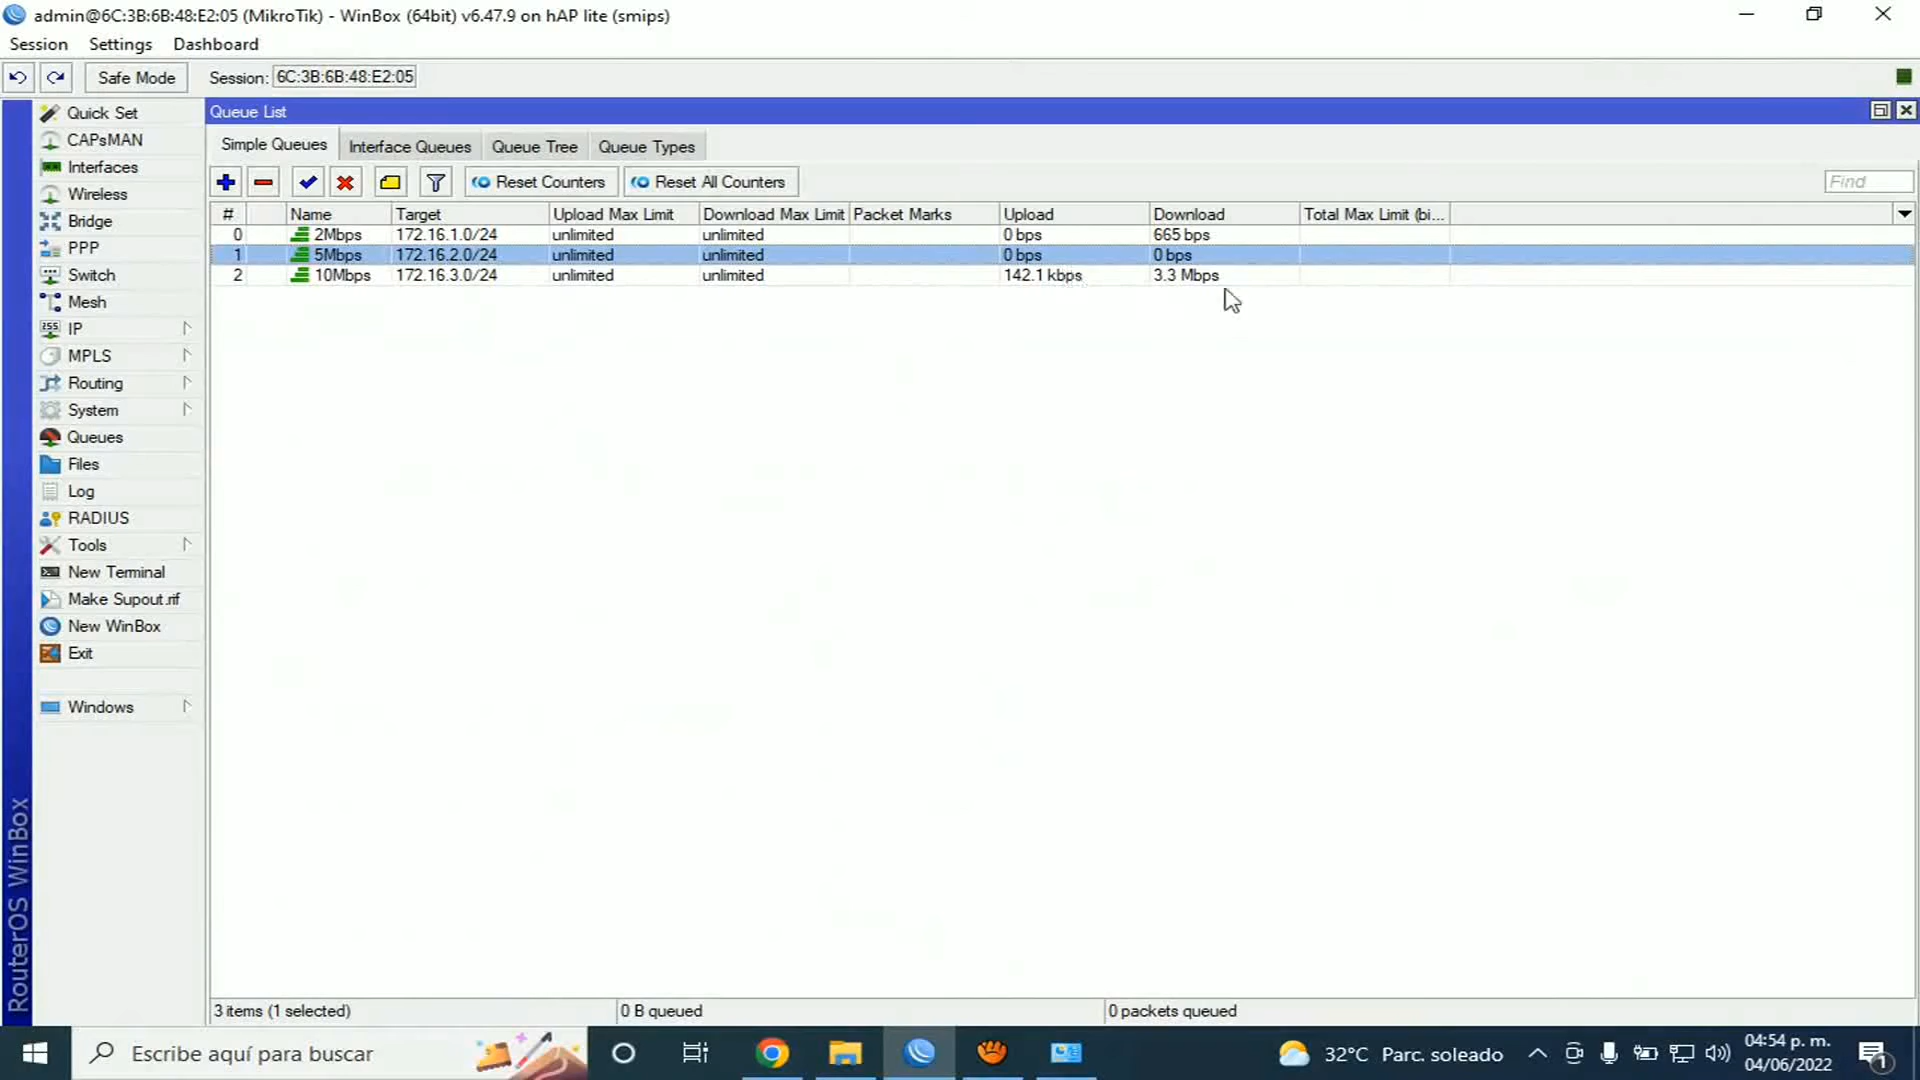 admin@6C:3B:6B:48:E2:05 (MikroTik) - WinBox (64bit) v6.47.9 on hAP lite (smips)
Session Settings Dashboard
Safe Mode Session: 6C:3B:6B:48:E2:05
Queue List
Simple Queues Interface Queues Queue Tree Queue Types
Reset Counters Reset All Counters Find
# Name Target Upload Max Limit Download Max Limit Packet Marks Upload Download Total Max Limit (bi...
0 2Mbps 172.16.1.0/24 unlimited unlimited 0 bps 665 bps
1 5Mbps 172.16.2.0/24 unlimited unlimited 0 bps 0 bps
2 10Mbps 172.16.3.0/24 unlimited unlimited 142.1 kbps 3.3 Mbps
Quick Set
CAPsMAN
Interfaces
Wireless
Bridge
PPP
Switch
Mesh
IP
MPLS
Routing
System
Queues
Files
Log
RADIUS
Tools
New Terminal
Make Supout.rif
New WinBox
Exit
Windows
RouterOS WinBox
3 items (1 selected) 0 B queued 0 packets queued
Escribe aquí para buscar
32°C Parc. soleado
04:54 p. m.
04/06/2022
1